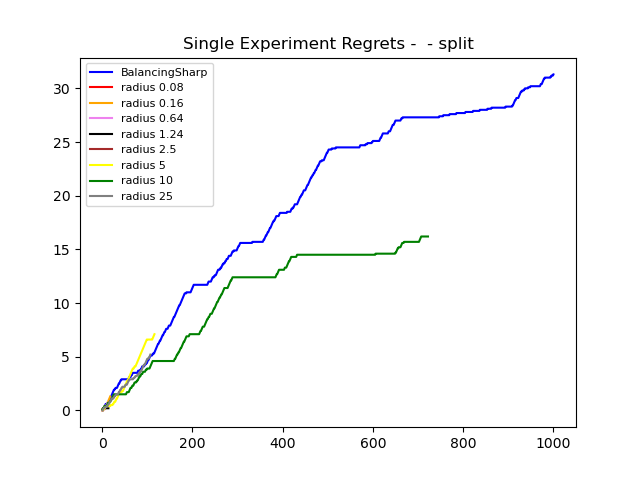 Single Experiment Regrets -  - split
BalancingSharp
radius 0.08
radius 0.16
radius 0.64
radius 1.24
radius 2.5
radius 5
radius 10
radius 25
30
25
20
15
10
5
0
0 200 400 600 800 1000